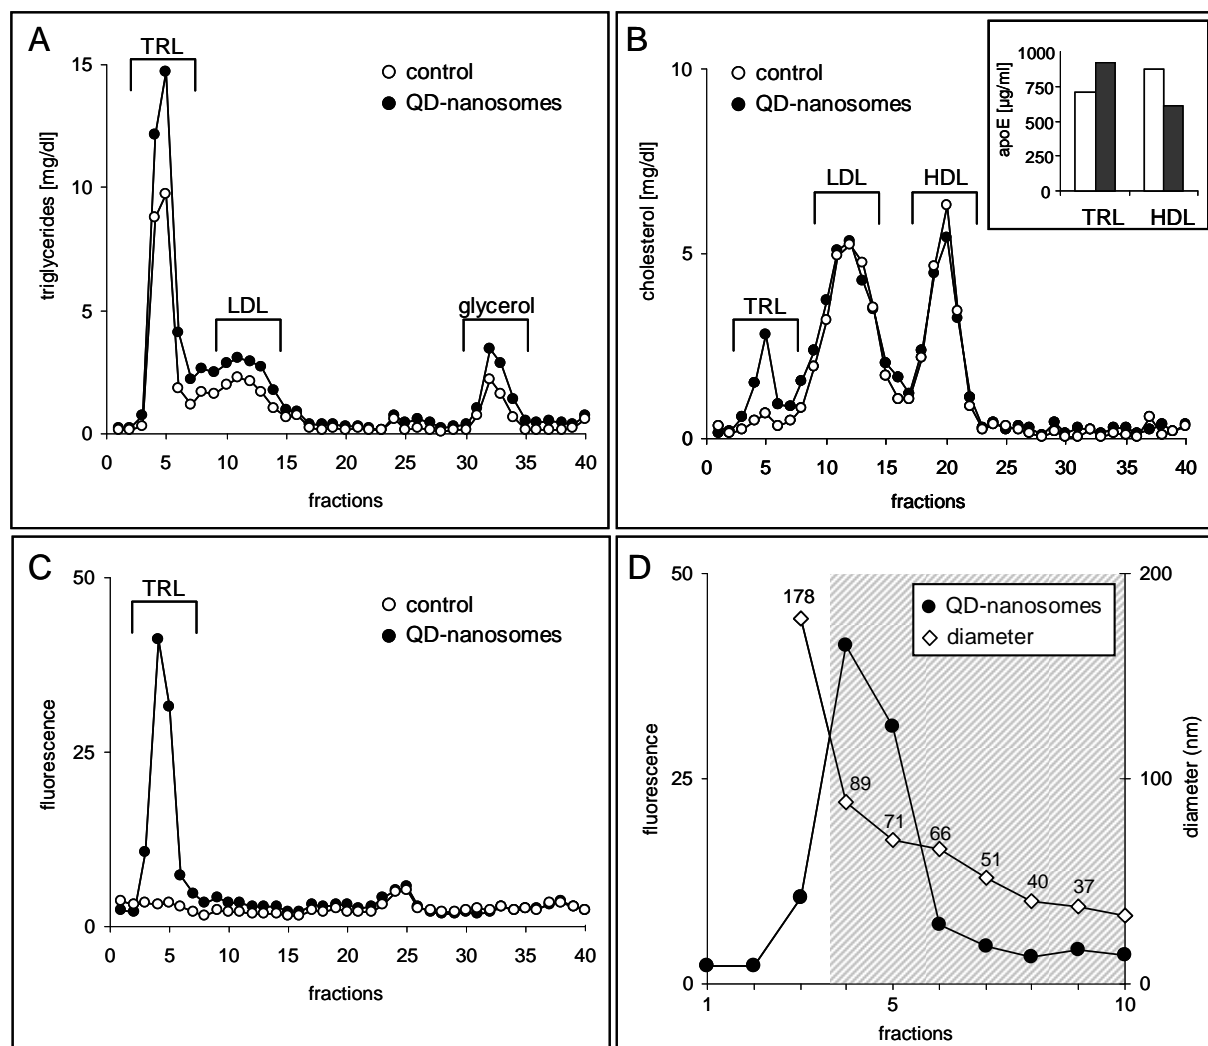 A
TRL
15
control
QD-nanosomes
10
triglycerides [mg/dl]
5
LDL
glycerol
0
0 5 10 15 20 25 30 35 40
fractions
B
10
control
QD-nanosomes
LDL
HDL
cholesterol [mg/dl]
5
TRL
0
0 5 10 15 20 25 30 35 40
fractions
1000
750
500
250
0
apoE [µg/ml]
TRL HDL
C
TRL
50
control
QD-nanosomes
fluorescence
25
0
0 5 10 15 20 25 30 35 40
fractions
D
50
200
178
QD-nanosomes
diameter
fluorescence
25
100
diameter (nm)
89
71
66
51
40
37
0
0
1 5 10
fractions